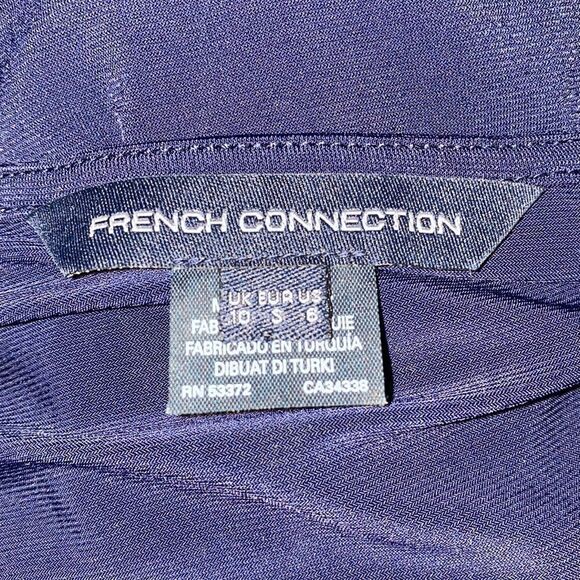 FRENCH CONNECTION
UK EUR US
10 S 6
FABRICADO EN TURQUIA
DIBUAT DI TURKI
RN 53372 CA34338